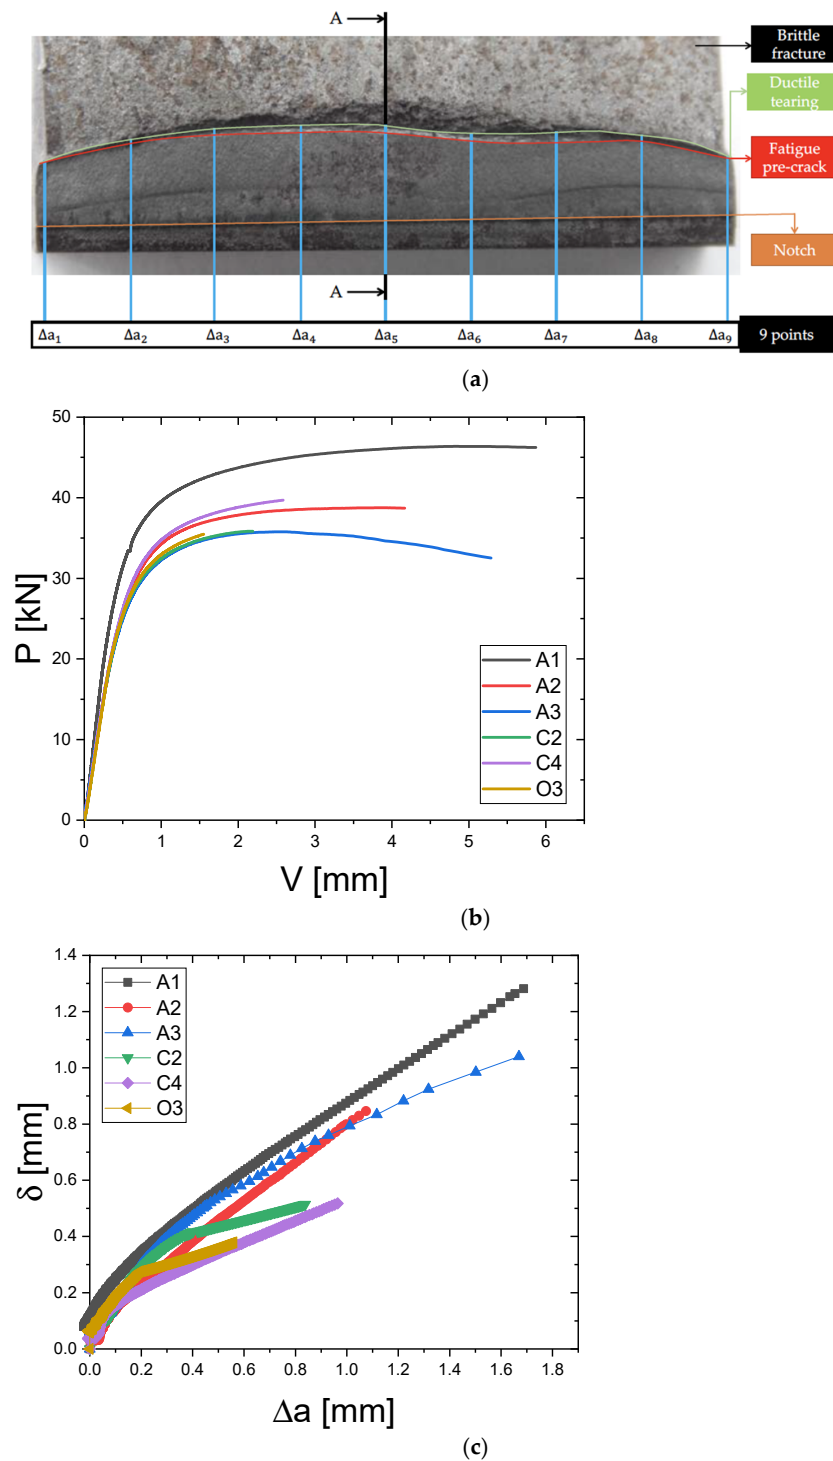 A
Brittle
fracture
Ductile
tearing
Fatigue
pre-crack
Notch
A
Δa₁ Δa₂ Δa₃ Δa₄ Δa₅ Δa₆ Δa₇ Δa₈ Δa₉ 9 points
(a)
50
40
30
20
10
0
P [kN]
A1
A2
A3
C2
C4
O3
0 1 2 3 4 5 6
V [mm]
(b)
1.4
1.2
1.0
0.8
0.6
0.4
0.2
0.0
δ [mm]
A1
A2
A3
C2
C4
O3
0.0 0.2 0.4 0.6 0.8 1.0 1.2 1.4 1.6 1.8
Δa [mm]
(c)